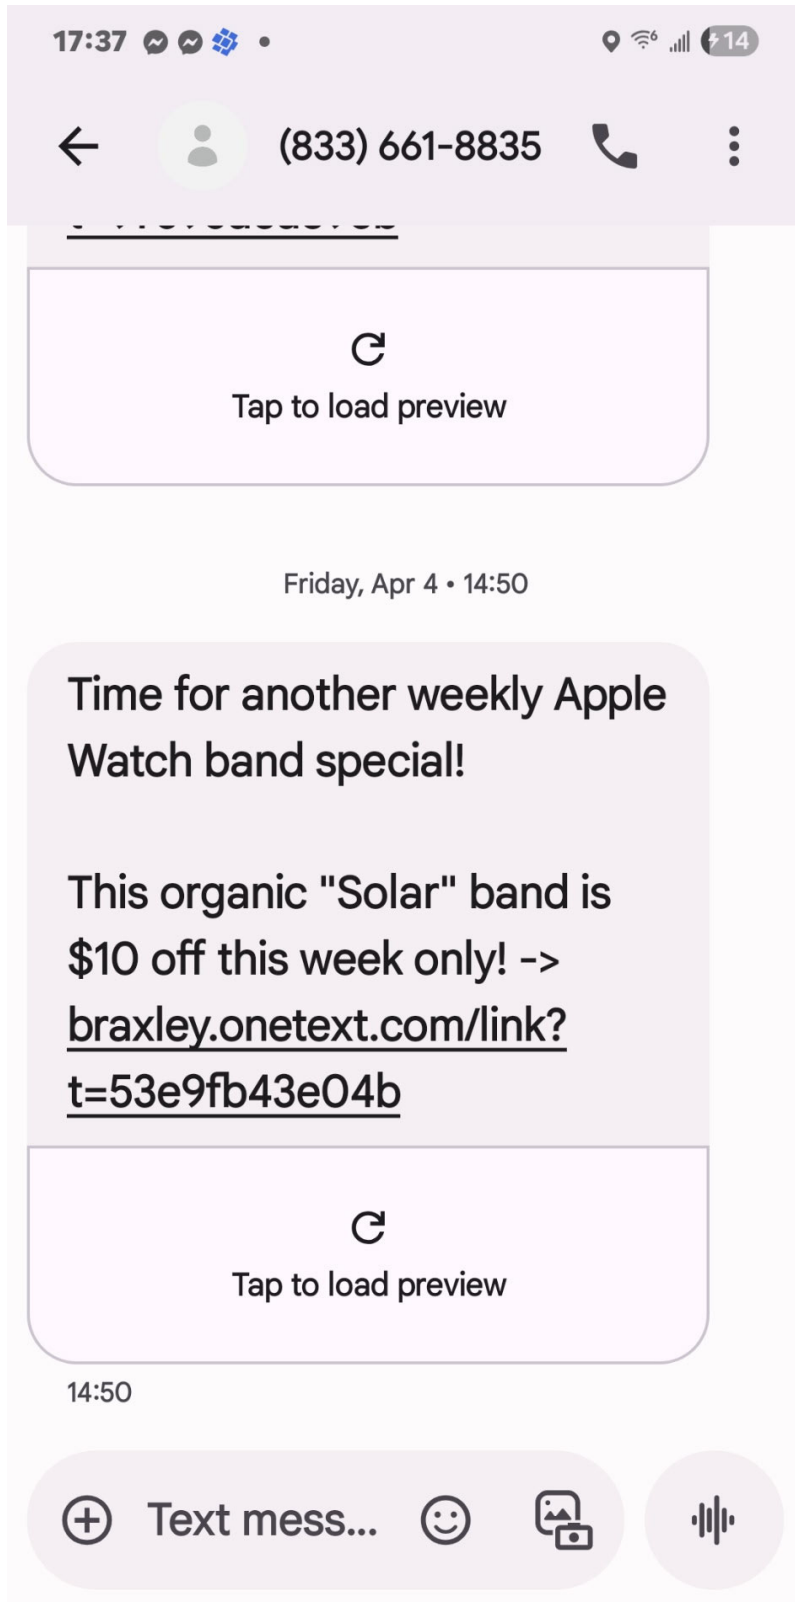 17:37
14
(833) 661-8835
Tap to load preview
Friday, Apr 4 • 14:50
Time for another weekly Apple
Watch band special!
This organic "Solar" band is
$10 off this week only! ->
braxley.onetext.com/link?
t=53e9fb43e04b
Tap to load preview
14:50
Text mess...